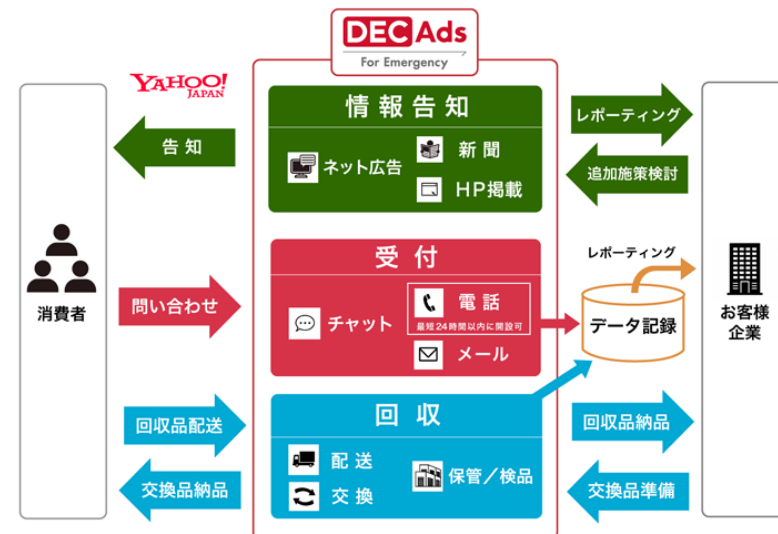 DEC Ads
For Emergency
YAHOO!
JAPAN
情報告知
ネット広告
新聞
HP掲載
告知
レポーティング
追加施策検討
消費者
受付
チャット
電話
最短24時間以内に開設可
メール
問い合わせ
レポーティング
データ記録
お客様
企業
回収
配送
交換
保管/検品
回収品配送
交換品納品
回収品納品
交換品準備